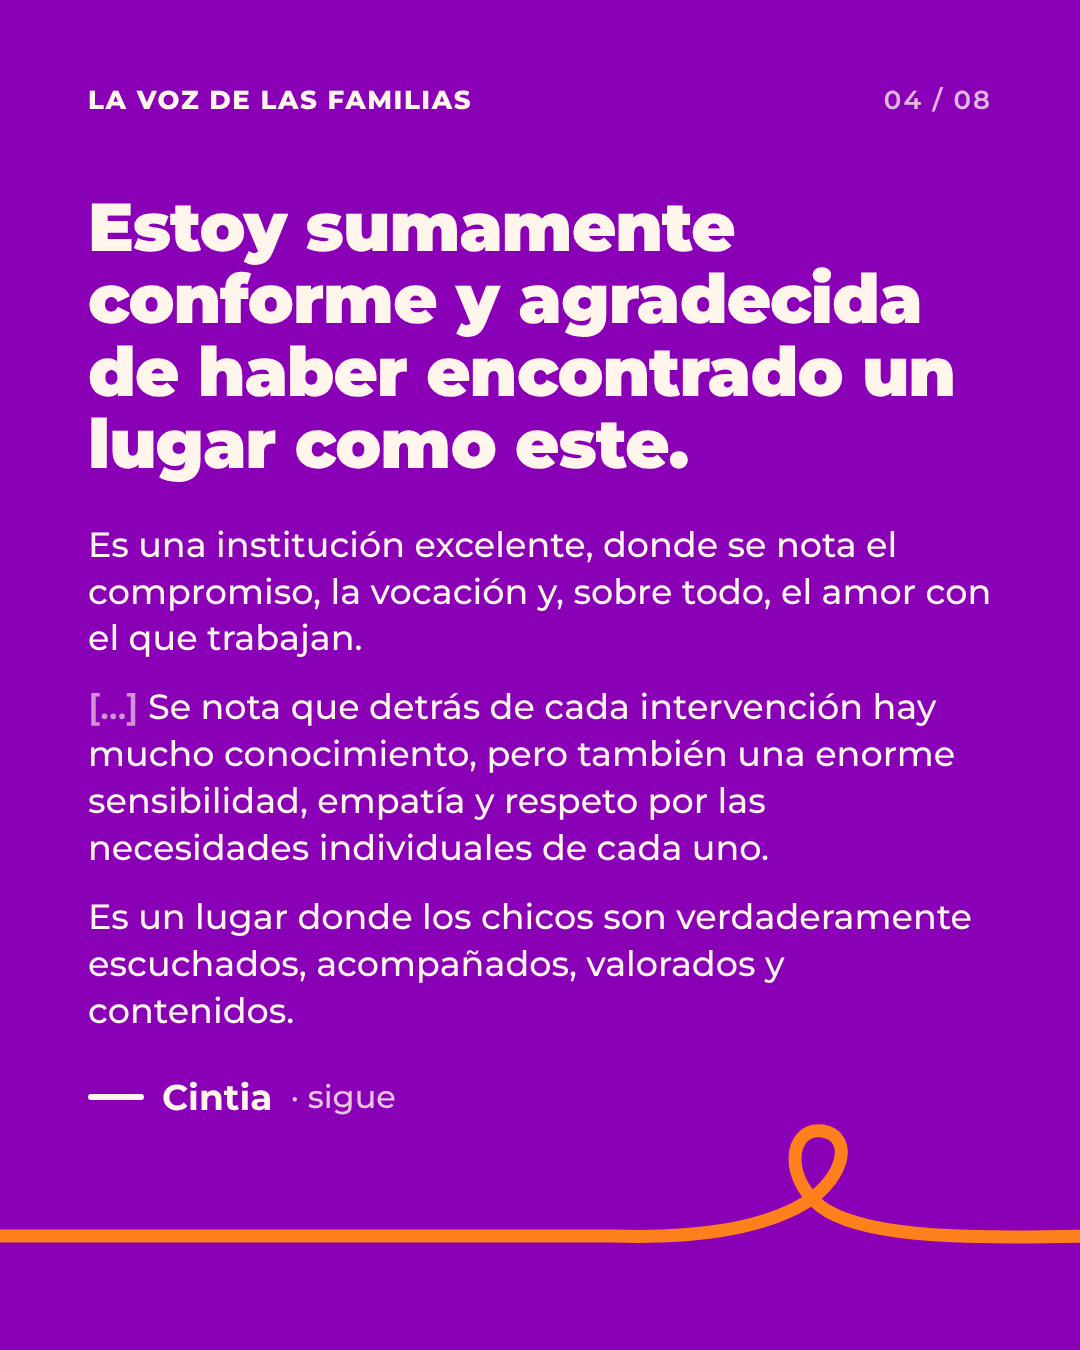 LA VOZ DE LAS FAMILIAS
04 / 08
Estoy sumamente
conforme y agradecida
de haber encontrado un
lugar como este.
Es una institución excelente, donde se nota el
compromiso, la vocación y, sobre todo, el amor con
el que trabajan.
[...] Se nota que detrás de cada intervención hay
mucho conocimiento, pero también una enorme
sensibilidad, empatía y respeto por las
necesidades individuales de cada uno.
Es un lugar donde los chicos son verdaderamente
escuchados, acompañados, valorados y
contenidos.
— Cintia · sigue